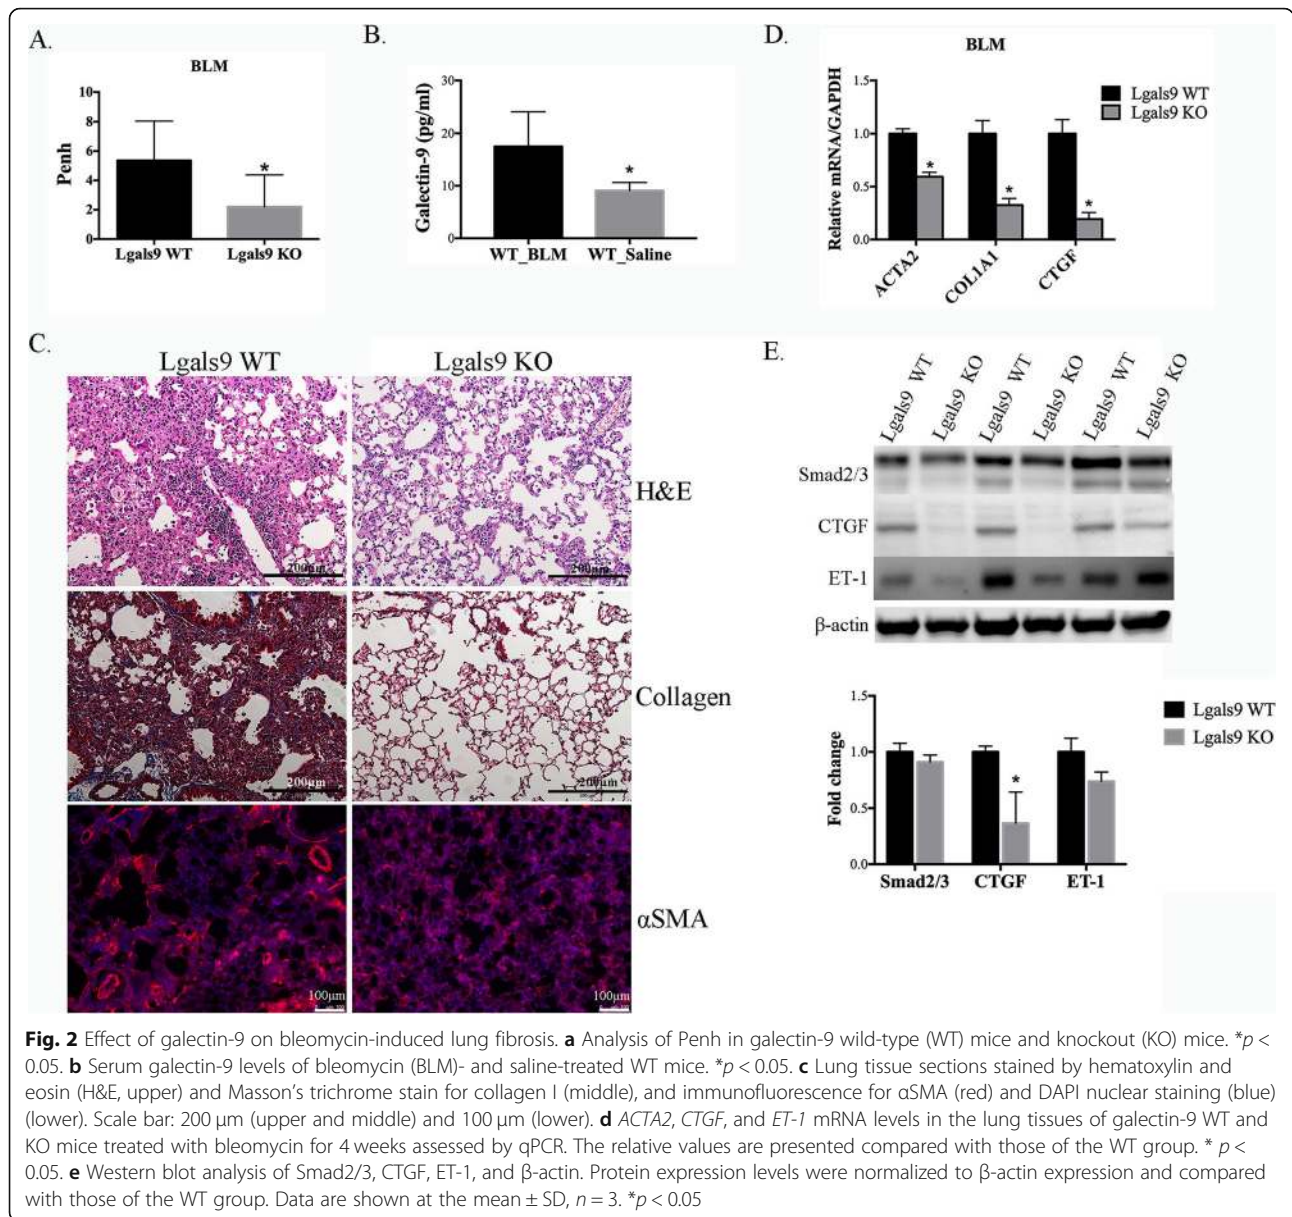 A.
BLM
Penh
10
8
6
4
2
0
*
Lgals9 WT
Lgals9 KO
B.
Galectin-9 (pg/ml)
30
20
10
0
*
WT_BLM
WT_Saline
D.
BLM
Relative mRNA/GAPDH
1.5
1.0
0.5
0.0
*
*
*
ACTA2
COL1A1
CTGF
Lgals9 WT
Lgals9 KO
C.
Lgals9 WT
Lgals9 KO
200μm
200μm
H&E
200μm
200μm
Collagen
100μm
100μm
αSMA
E.
Lgals9 WT
Lgals9 KO
Lgals9 WT
Lgals9 KO
Lgals9 WT
Lgals9 KO
Smad2/3
CTGF
ET-1
β-actin
Fold change
1.5
1.0
0.5
0.0
*
Smad2/3
CTGF
ET-1
Lgals9 WT
Lgals9 KO
Fig. 2 Effect of galectin-9 on bleomycin-induced lung fibrosis. a Analysis of Penh in galectin-9 wild-type (WT) mice and knockout (KO) mice. *p <
0.05. b Serum galectin-9 levels of bleomycin (BLM)- and saline-treated WT mice. *p < 0.05. c Lung tissue sections stained by hematoxylin and
eosin (H&E, upper) and Masson's trichrome stain for collagen I (middle), and immunofluorescence for αSMA (red) and DAPI nuclear staining (blue)
(lower). Scale bar: 200 μm (upper and middle) and 100 μm (lower). d ACTA2, CTGF, and ET-1 mRNA levels in the lung tissues of galectin-9 WT and
KO mice treated with bleomycin for 4 weeks assessed by qPCR. The relative values are presented compared with those of the WT group. * p <
0.05. e Western blot analysis of Smad2/3, CTGF, ET-1, and β-actin. Protein expression levels were normalized to β-actin expression and compared
with those of the WT group. Data are shown at the mean ± SD, n = 3. *p < 0.05